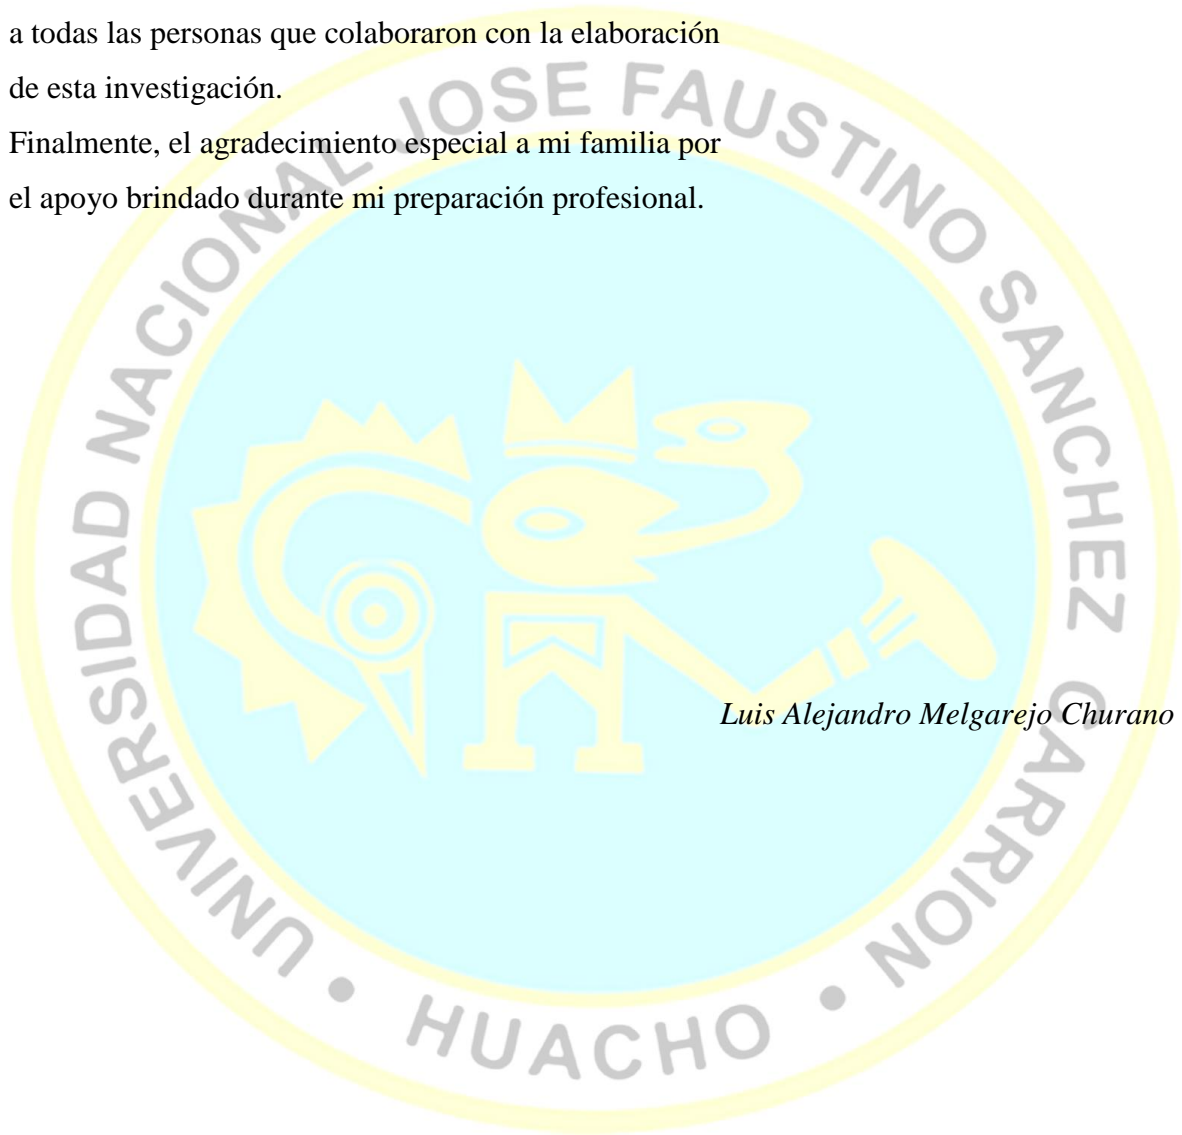 a todas las personas que colaboraron con la elaboración
de esta investigación.
Finalmente, el agradecimiento especial a mi familia por
el apoyo brindado durante mi preparación profesional.
Luis Alejandro Melgarejo Churano
UNIVERSIDAD NACIONAL JOSE FAUSTINO SANCHEZ CARRION • HUACHO •